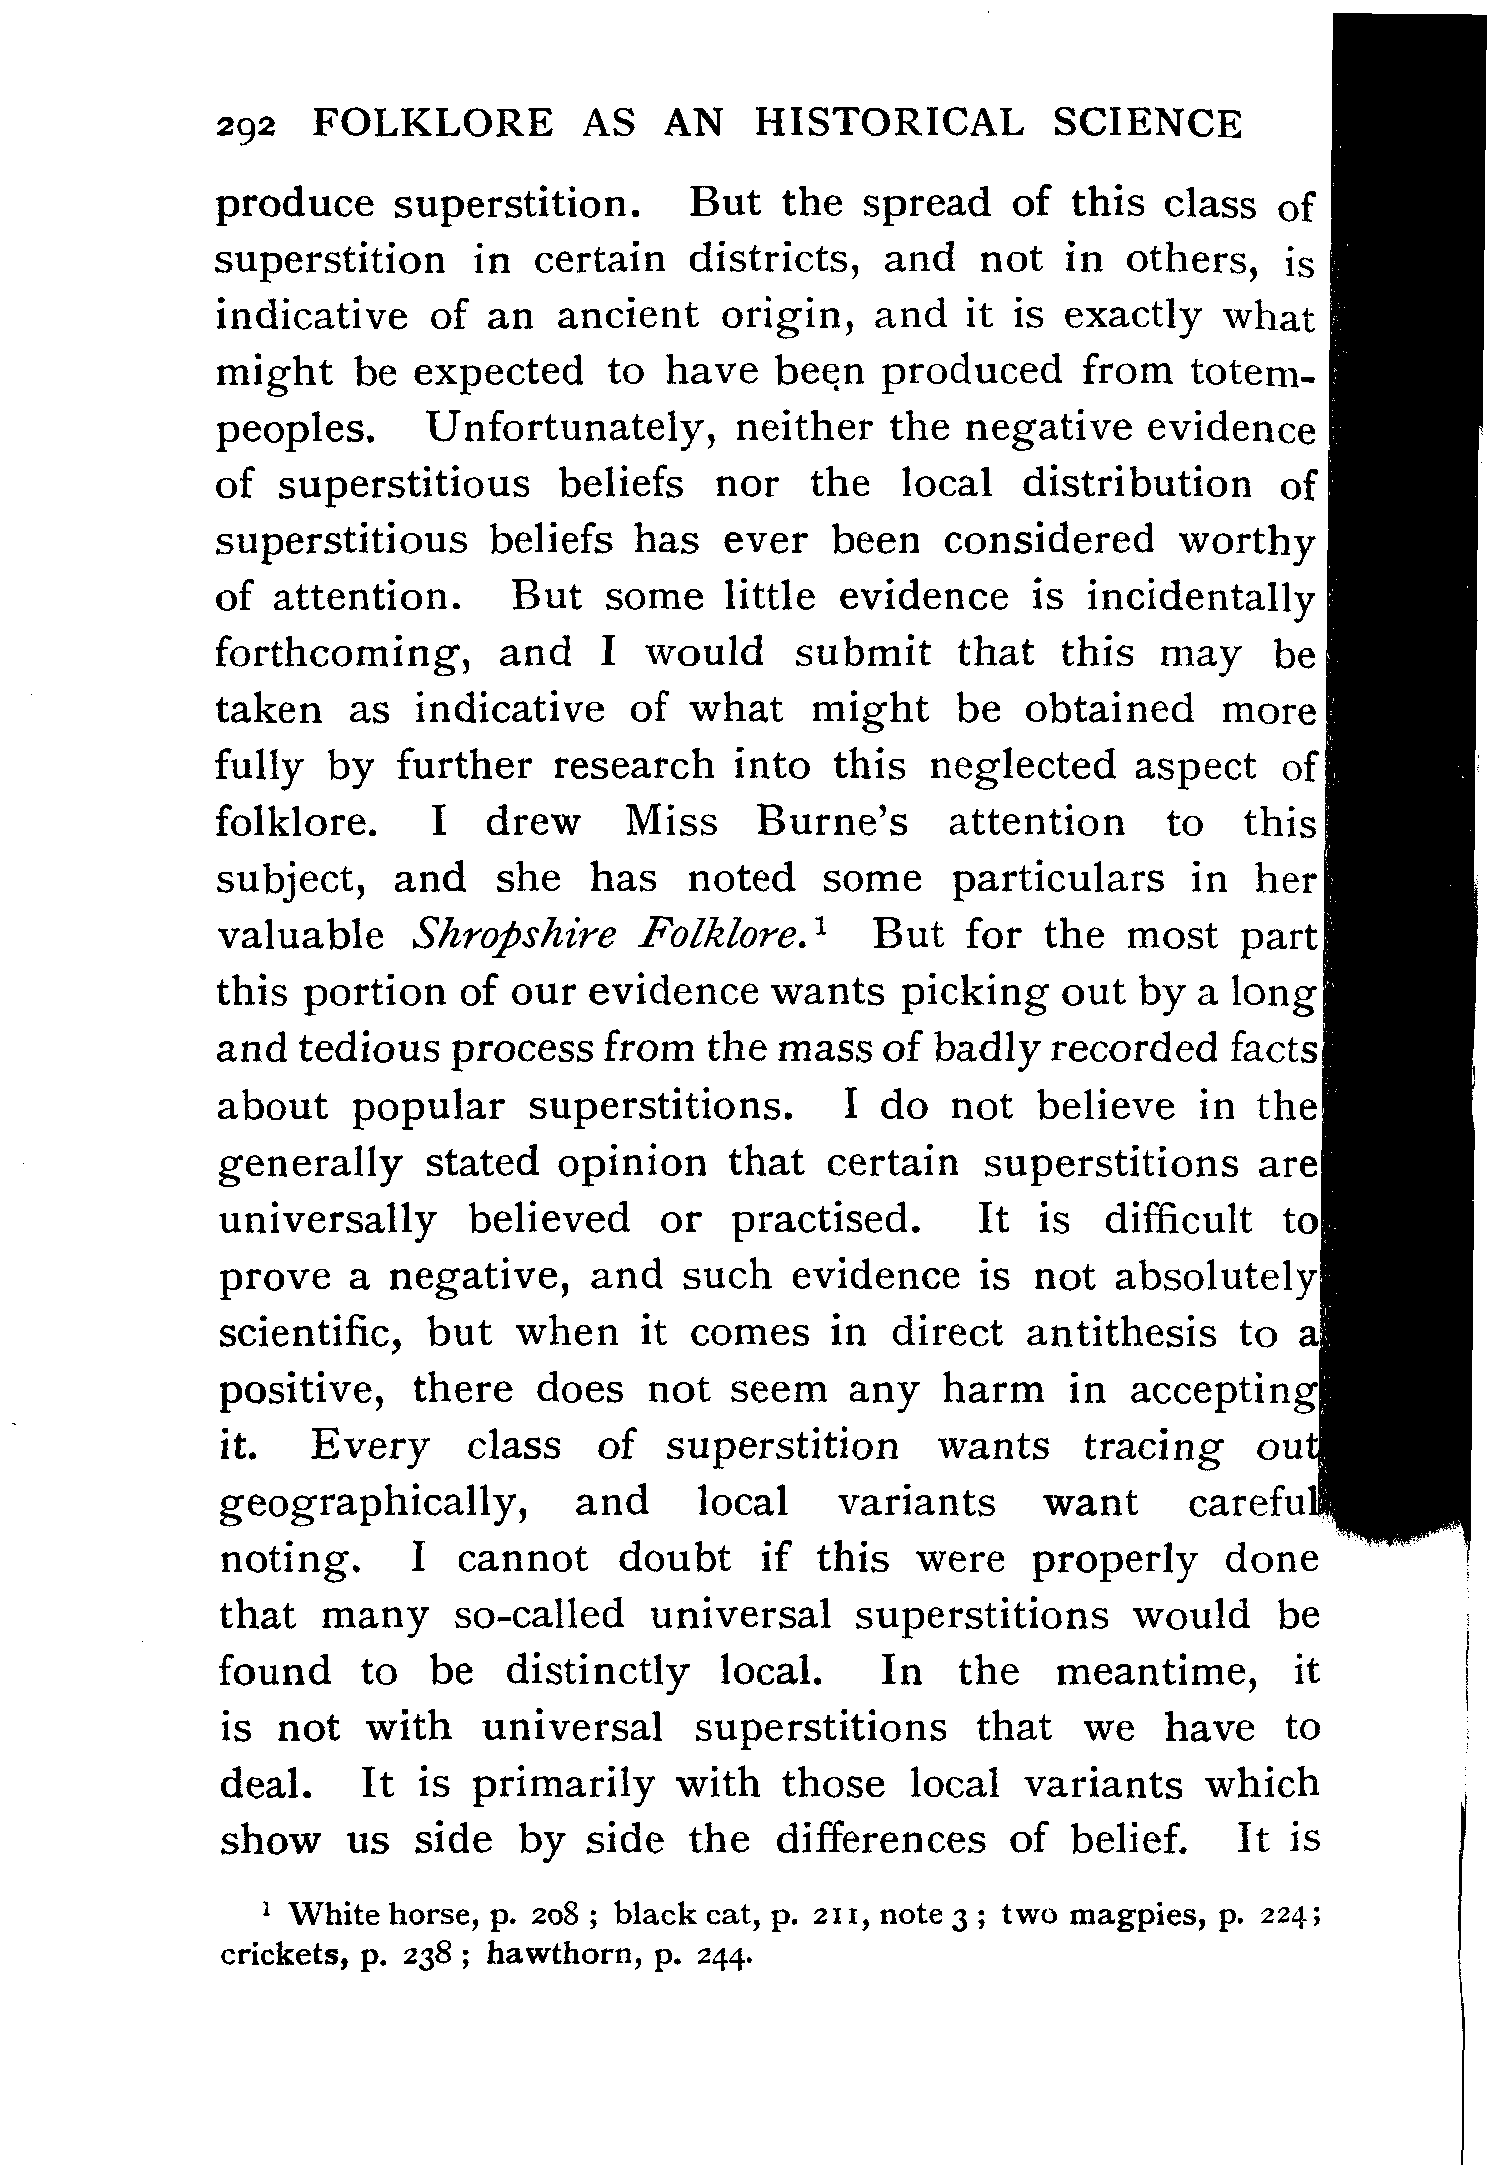 292 FOLKLORE AS AN HISTORICAL SCIENCE
produce superstition. But the spread of this class of
superstition in certain districts, and not in others, is
indicative of an ancient origin, and it is exactly what
might be expected to have been produced from totem-
peoples. Unfortunately, neither the negative evidence
of superstitious beliefs nor the local distribution of
superstitious beliefs has ever been considered worthy
of attention. But some little evidence is incidentally
forthcoming, and I would submit that this may be
taken as indicative of what might be obtained more
fully by further research into this neglected aspect of
folklore. I drew Miss Burne's attention to this
subject, and she has noted some particulars in her
valuable Shropshire Folklore.¹ But for the most part
this portion of our evidence wants picking out by a long
and tedious process from the mass of badly recorded facts
about popular superstitions. I do not believe in the
generally stated opinion that certain superstitions are
universally believed or practised. It is difficult to
prove a negative, and such evidence is not absolutely
scientific, but when it comes in direct antithesis to a
positive, there does not seem any harm in accepting
it. Every class of superstition wants tracing out
geographically, and local variants want careful
noting. I cannot doubt if this were properly done
that many so-called universal superstitions would be
found to be distinctly local. In the meantime, it
is not with universal superstitions that we have to
deal. It is primarily with those local variants which
show us side by side the differences of belief. It is
¹ White horse, p. 208 ; black cat, p. 211, note 3 ; two magpies, p. 224;
crickets, p. 238 ; hawthorn, p. 244.